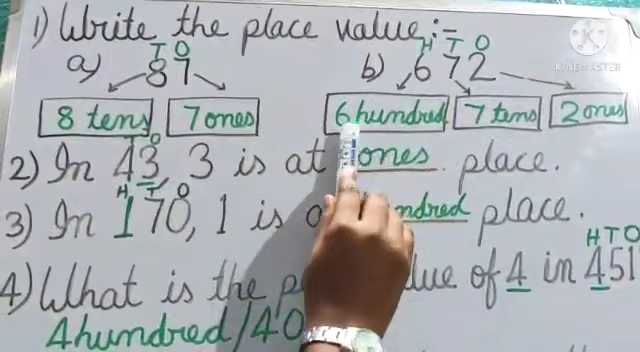 1) Write the place value:-
T O H T O
a) 87 b) 672
8 tens 7 ones 6 hundred 7 tens 2 ones
T O
2) In 43, 3 is at ones place.
H T O
3) In 170, 1 is ndred place.
H T O
4) What is the lue of 4 in 451
4 hundred / 40
K
KINEMASTER